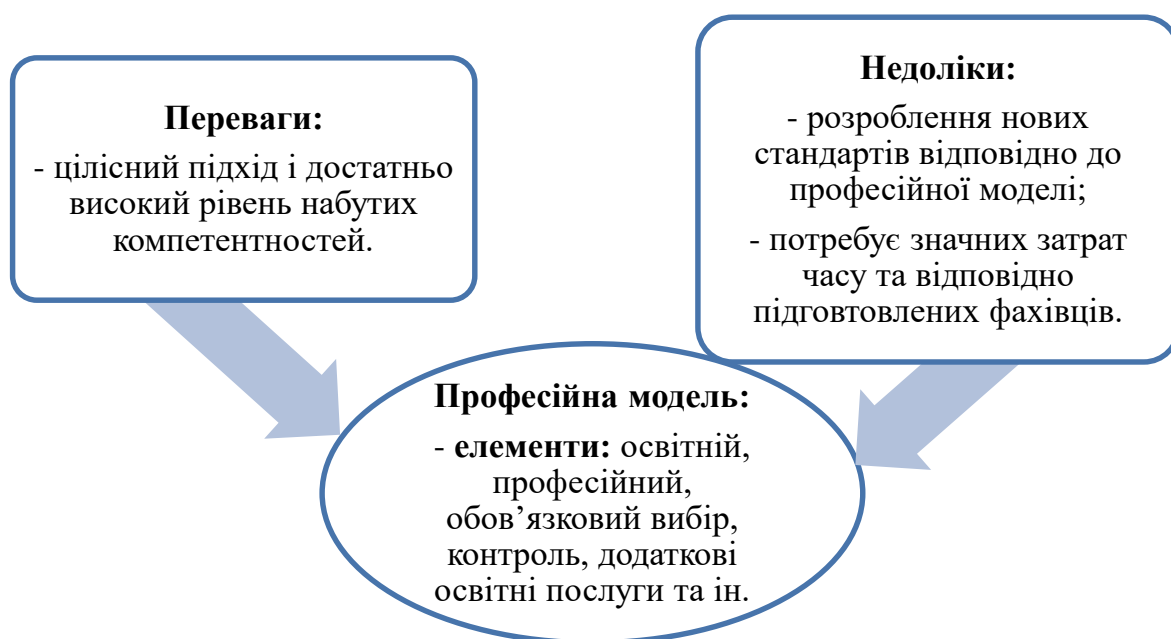 Переваги:
- цілісний підхід і достатньо
високий рівень набутих
компетентностей.
Недоліки:
- розроблення нових
стандартів відповідно до
професійної моделі;
- потребує значних затрат
часу та відповідно
підговтовлених фахівців.
Професійна модель:
- елементи: освітній,
професійний,
обов’язковий вибір,
контроль, додаткові
освітні послуги та ін.